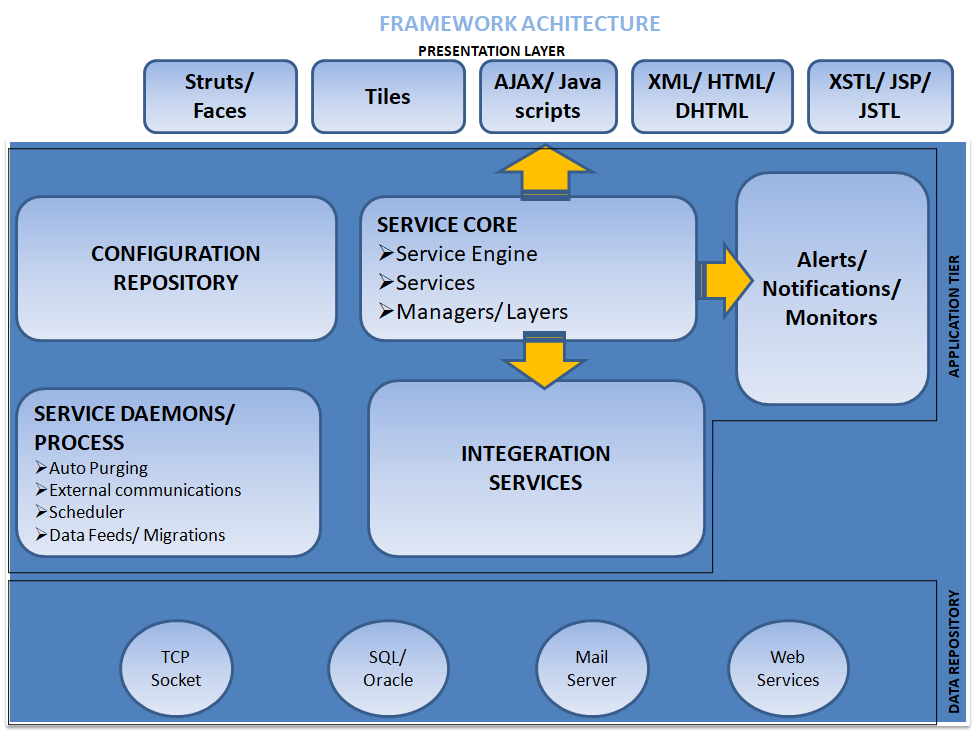 FRAMEWORK ACHITECTURE
PRESENTATION LAYER
Struts/
Faces
Tiles
AJAX/ Java
scripts
XML/ HTML/
DHTML
XSTL/ JSP/
JSTL
CONFIGURATION
REPOSITORY
SERVICE CORE
➢Service Engine
➢Services
➢Managers/ Layers
Alerts/
Notifications/
Monitors
APPLICATION TIER
SERVICE DAEMONS/
PROCESS
➢Auto Purging
➢External communications
➢Scheduler
➢Data Feeds/ Migrations
INTEGERATION
SERVICES
TCP
Socket
SQL/
Oracle
Mail
Server
Web
Services
DATA REPOSITORY